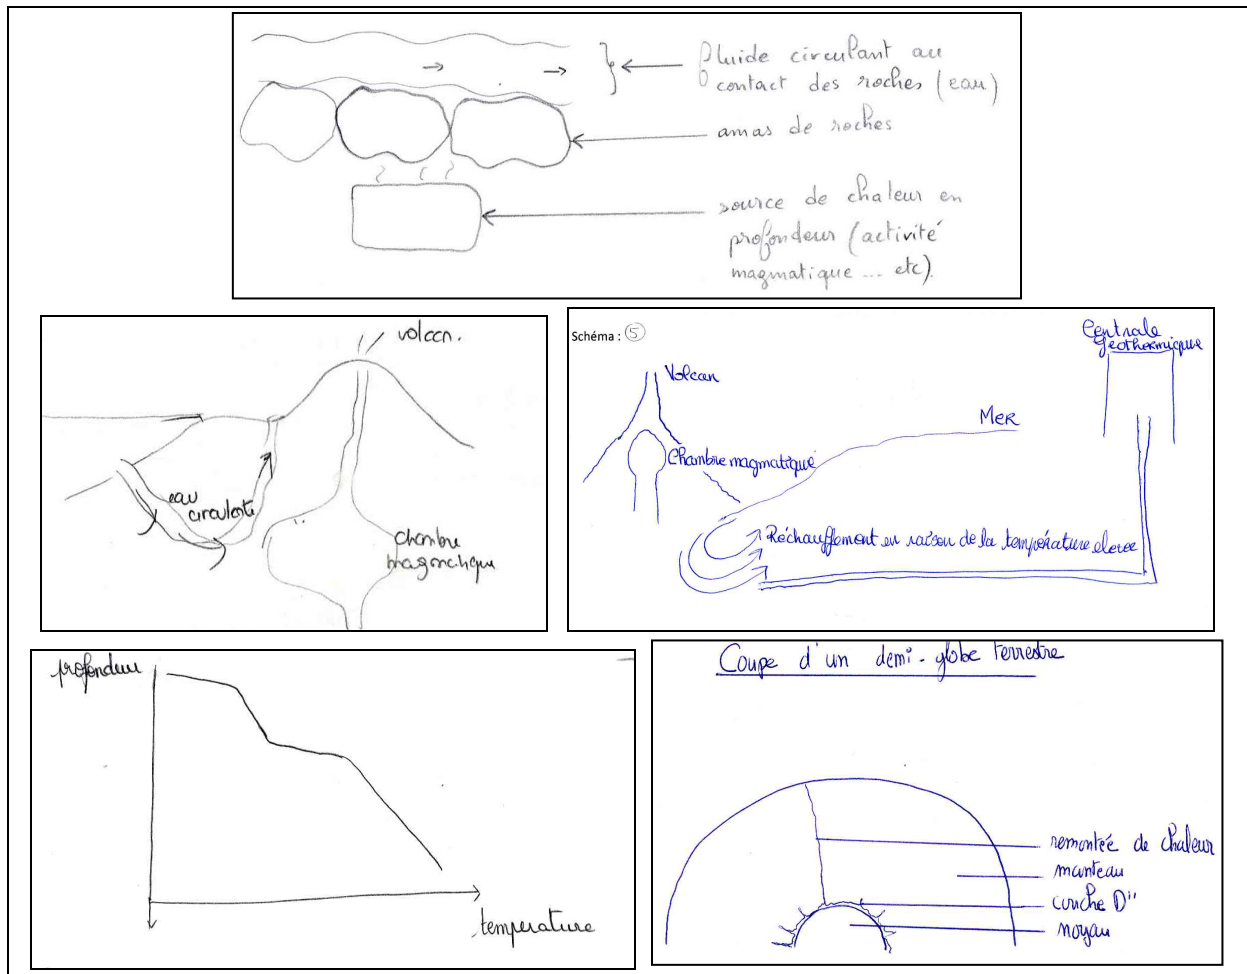 fluide circulant au
contact des roches (eau)
amas de roches
source de chaleur en
profondeur (activité
magmatique ... etc).
volcan.
eau
circulante
chambre
magmatique
Schéma : 5
Centrale
Géothermique
Volcan
MER
Chambre magmatique
Réchauffement en raison de la température elevee
profondeur
temperature
Coupe d'un demi-globe terrestre
remontée de chaleur
manteau
couche D"
noyau